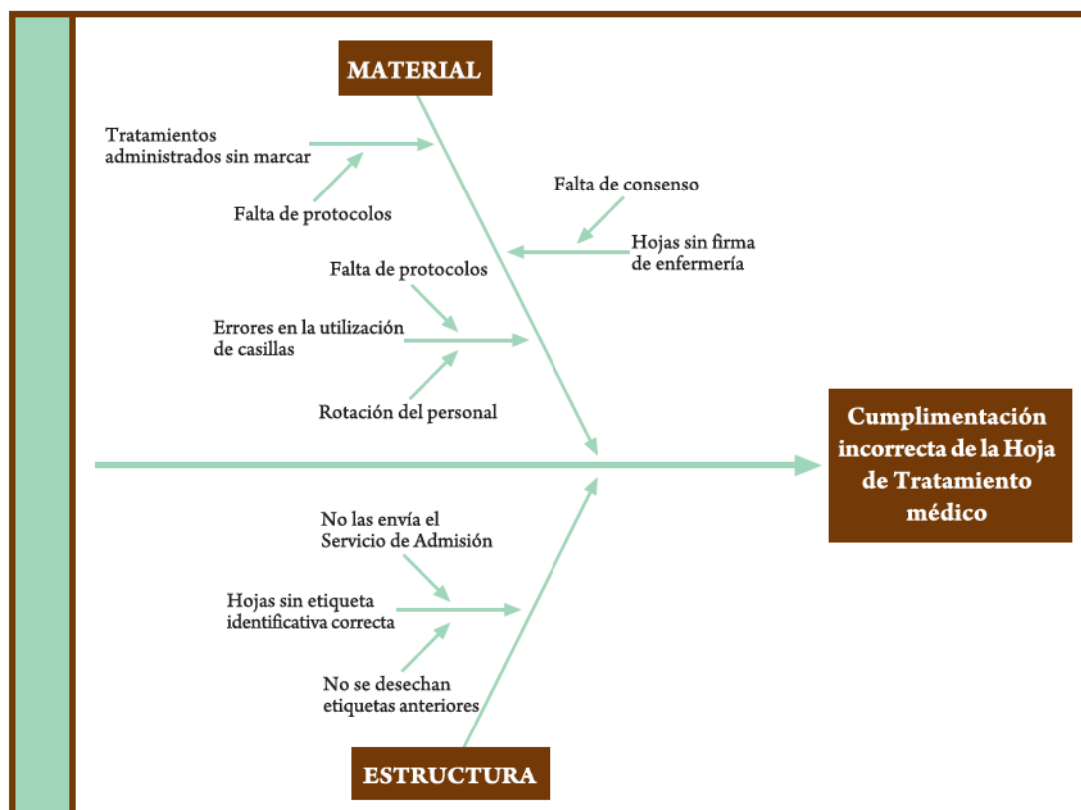 MATERIAL
Tratamientos
administrados sin marcar
Falta de protocolos
Falta de consenso
Hojas sin firma
de enfermería
Falta de protocolos
Errores en la utilización
de casillas
Rotación del personal
Cumplimentación
incorrecta de la Hoja
de Tratamiento
médico
No las envía el
Servicio de Admisión
Hojas sin etiqueta
identificativa correcta
No se desechan
etiquetas anteriores
ESTRUCTURA